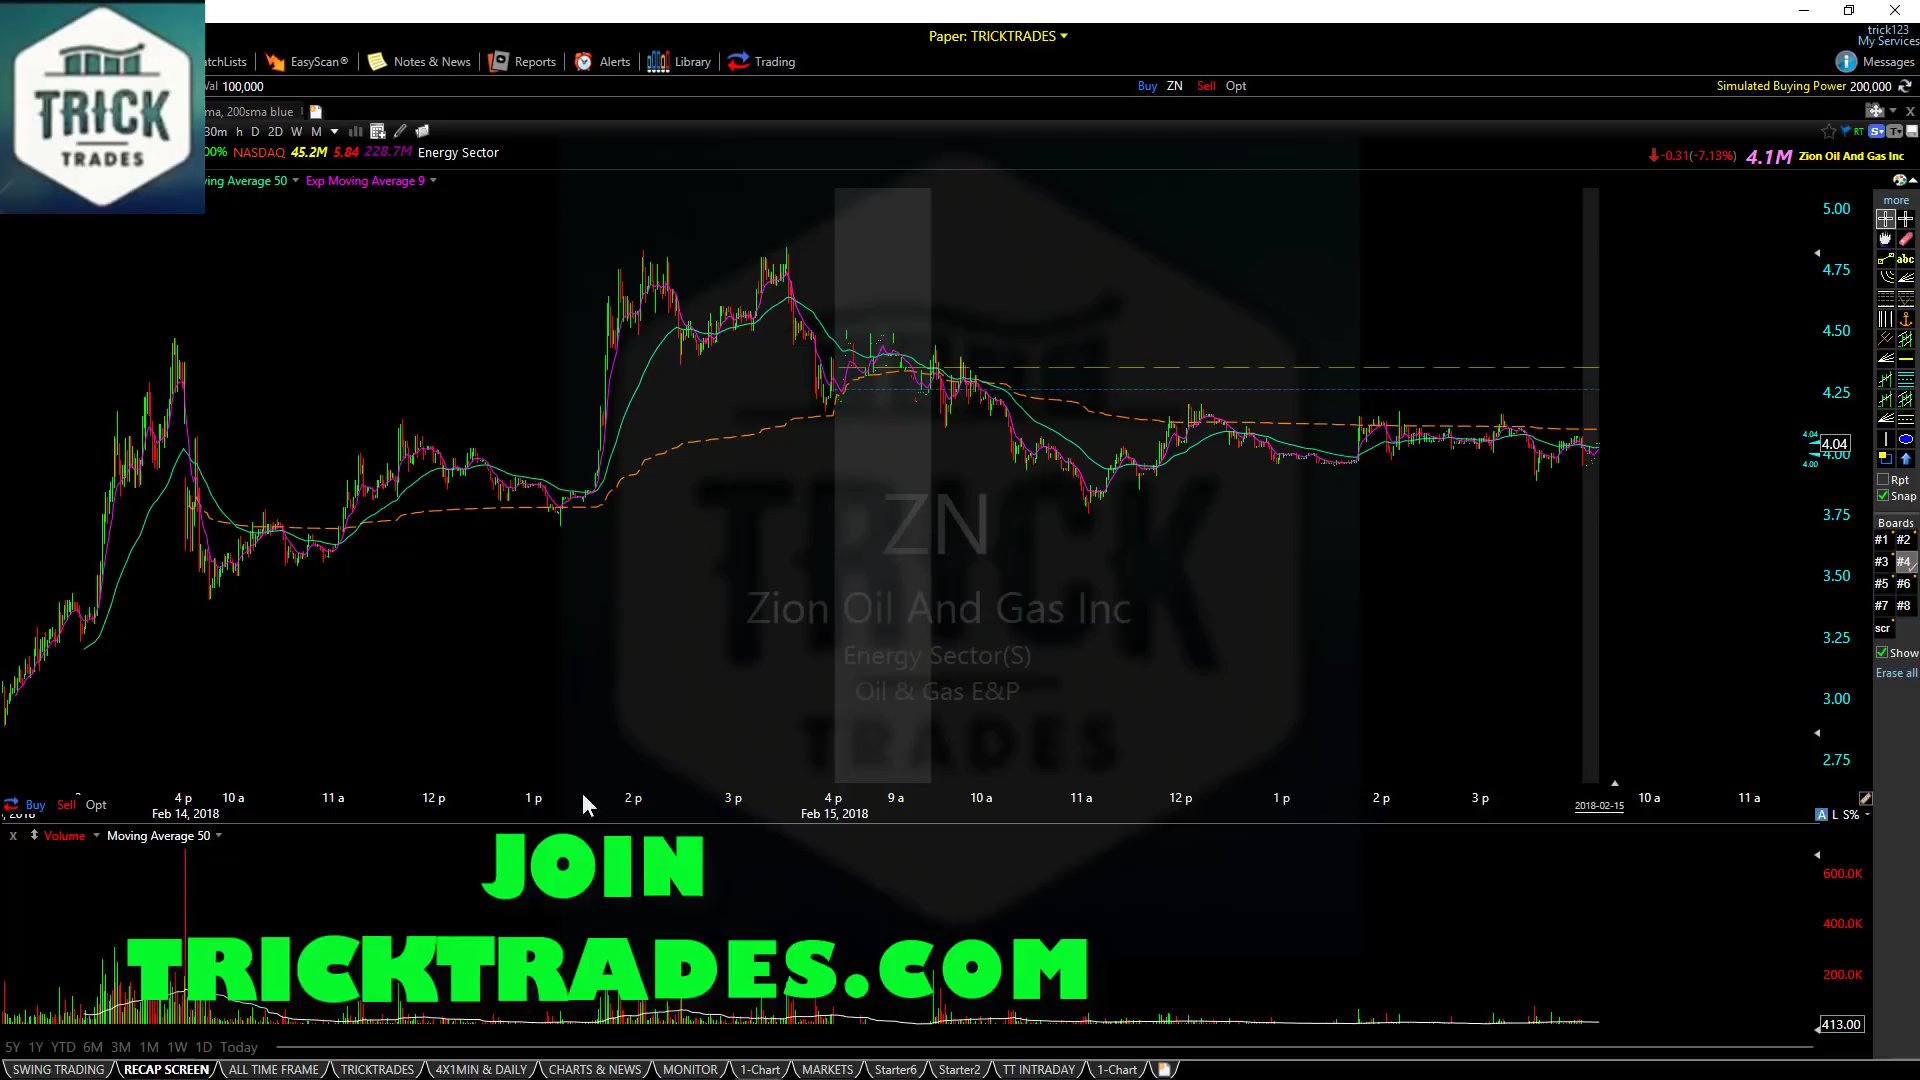 TRICK
TRADES
Paper: TRICKTRADES
trick123
My Services
atchLists
EasyScan®
Notes & News
Reports
Alerts
Library
Trading
Messages
Val 100,000
Buy ZN Sell Opt
Simulated Buying Power 200,000
ma, 200sma blue
30m h D 2D W M
RT
00% NASDAQ 45.2M 5.84 228.7M Energy Sector
-0.31(-7.13%) 4.1M Zion Oil And Gas Inc
ving Average 50 Exp Moving Average 9
more
abc
5.00
4.75
4.50
4.25
4.04
4.04
4.00
4.00
3.75
3.50
3.25
3.00
2.75
ZN
Zion Oil And Gas Inc
Energy Sector(S)
Oil & Gas E&P
TRICK
TRADES
Rpt
Snap
Boards
#1 #2
#3 #4
#5 #6
#7 #8
scr
Show
Erase all
4 p 10 a 11 a 12 p 1 p 2 p 3 p 4 p 9 a 10 a 11 a 12 p 1 p 2 p 3 p 10 a 11 a
Buy Sell Opt
Feb 14, 2018 Feb 15, 2018 2018-02-15
A L S%
x Volume Moving Average 50
JOIN
TRICKTRADES.COM
600.0K
400.0K
200.0K
413.00
5Y 1Y YTD 6M 3M 1M 1W 1D Today
SWING TRADING RECAP SCREEN ALL TIME FRAME TRICKTRADES 4X1MIN & DAILY CHARTS & NEWS MONITOR 1-Chart MARKETS Starter6 Starter2 TT INTRADAY 1-Chart